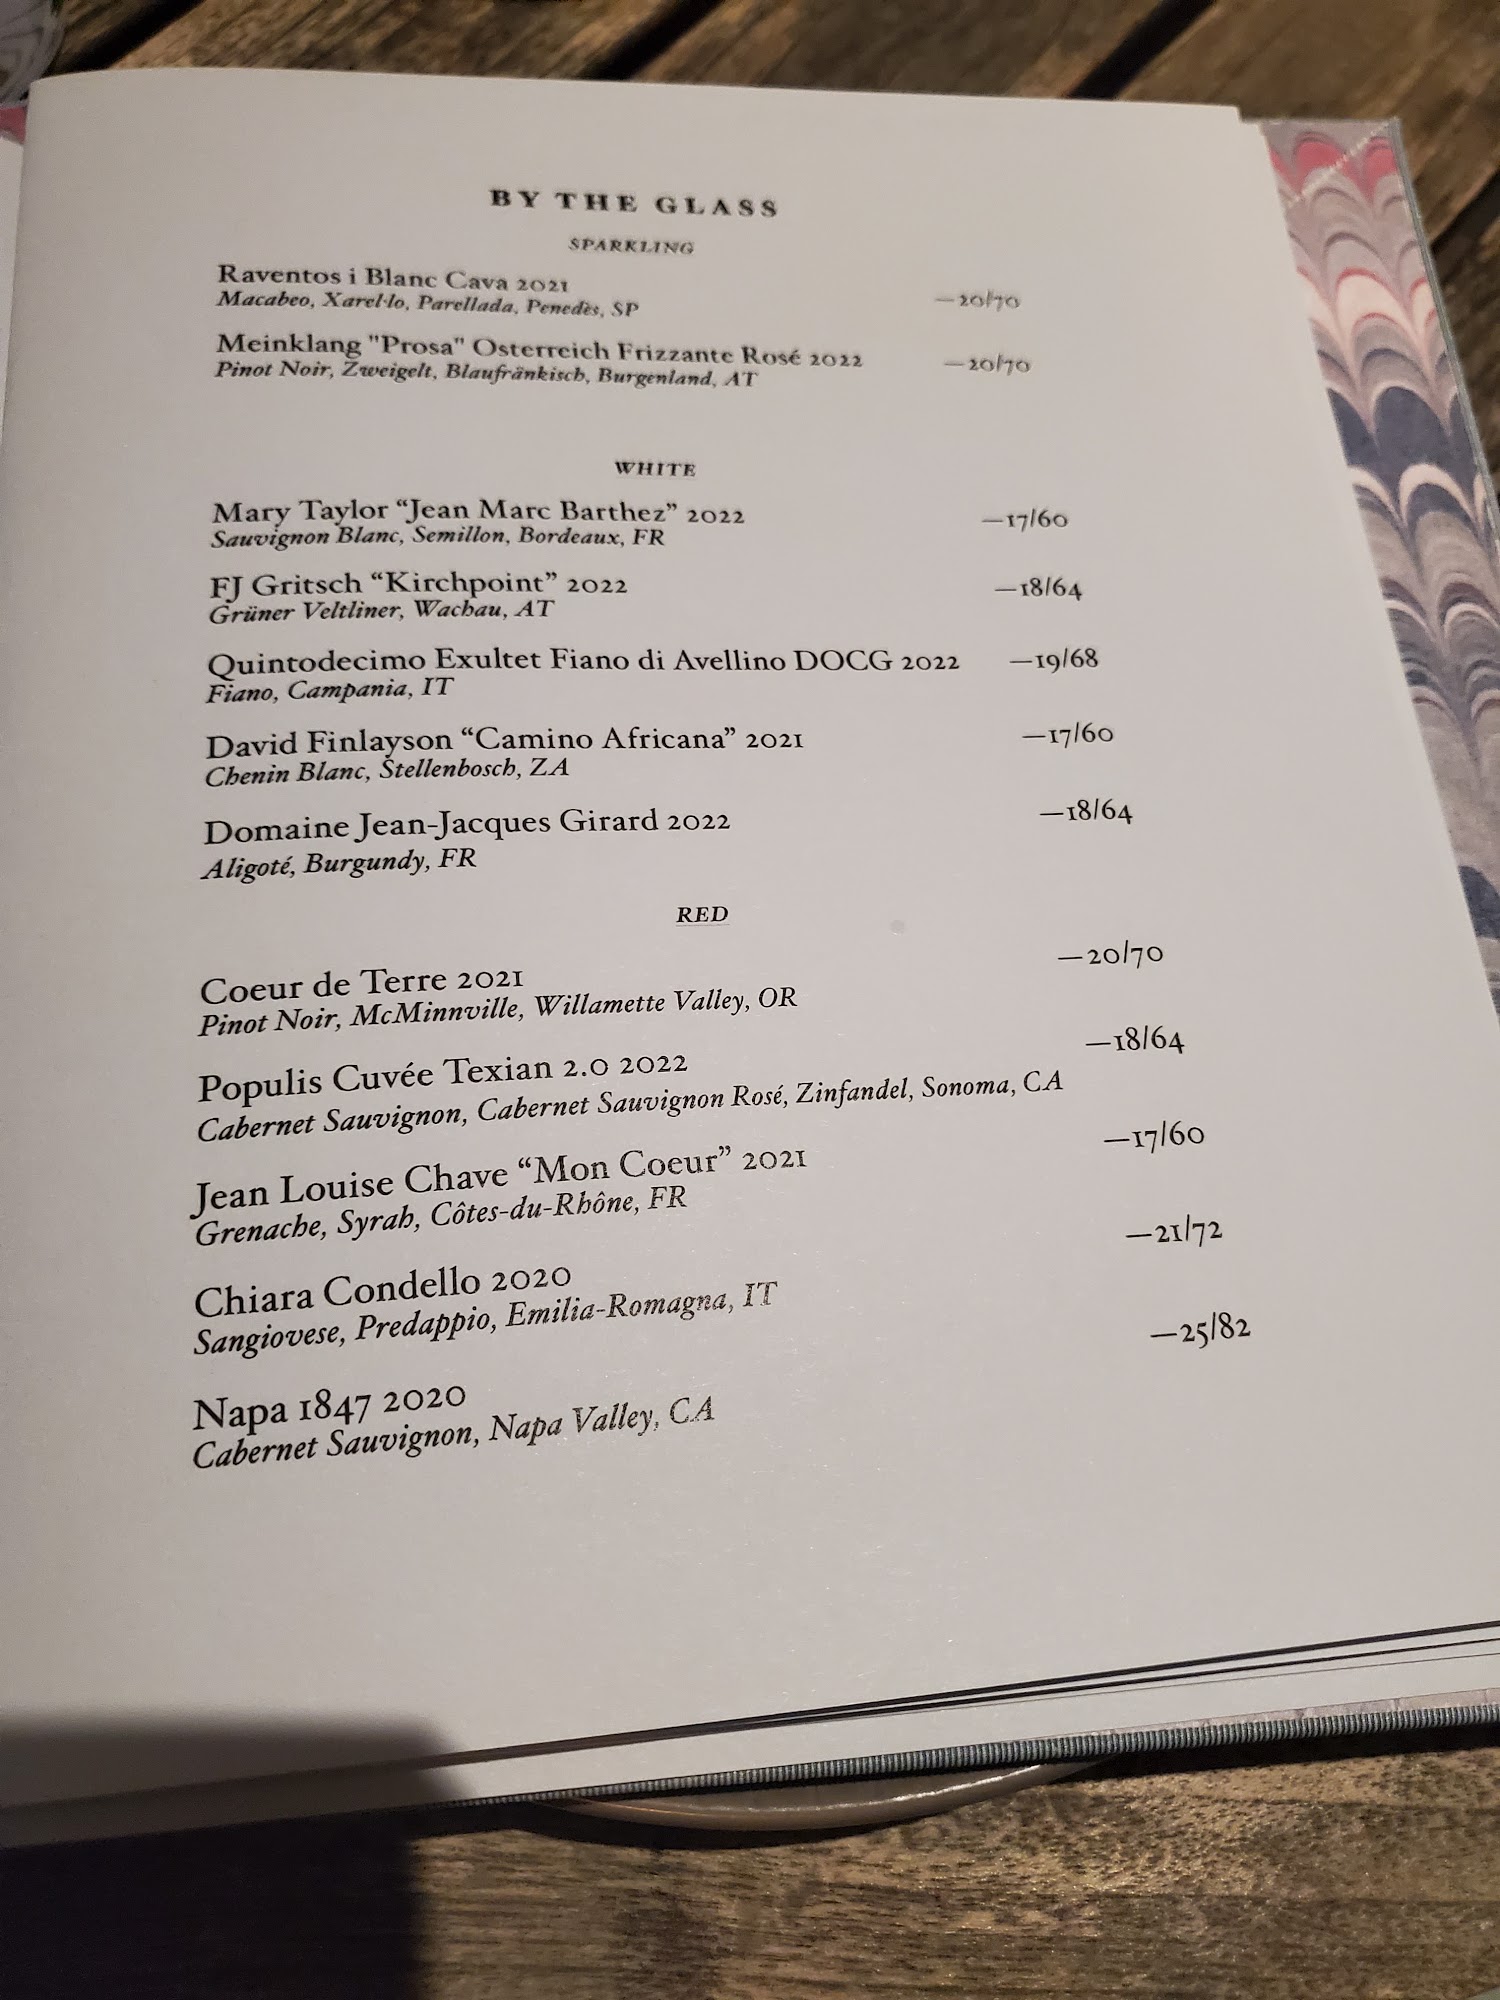 BY THE GLASS
SPARKLING
Raventos i Blanc Cava 2021
Macabeo, Xarel·lo, Parellada, Penedès, SP —20/70
Meinklang "Prosa" Osterreich Frizzante Rosé 2022
Pinot Noir, Zweigelt, Blaufränkisch, Burgenland, AT —20/70
WHITE
Mary Taylor “Jean Marc Barthez” 2022 —17/60
Sauvignon Blanc, Semillon, Bordeaux, FR
FJ Gritsch “Kirchpoint” 2022 —18/64
Grüner Veltliner, Wachau, AT
Quintodecimo Exultet Fiano di Avellino DOCG 2022 —19/68
Fiano, Campania, IT
David Finlayson “Camino Africana” 2021 —17/60
Chenin Blanc, Stellenbosch, ZA
Domaine Jean-Jacques Girard 2022 —18/64
Aligoté, Burgundy, FR
RED
Coeur de Terre 2021 —20/70
Pinot Noir, McMinnville, Willamette Valley, OR
Populis Cuvée Texian 2.0 2022 —18/64
Cabernet Sauvignon, Cabernet Sauvignon Rosé, Zinfandel, Sonoma, CA
Jean Louise Chave “Mon Coeur” 2021 —17/60
Grenache, Syrah, Côtes-du-Rhône, FR
Chiara Condello 2020 —21/72
Sangiovese, Predappio, Emilia-Romagna, IT
Napa 1847 2020 —25/82
Cabernet Sauvignon, Napa Valley, CA